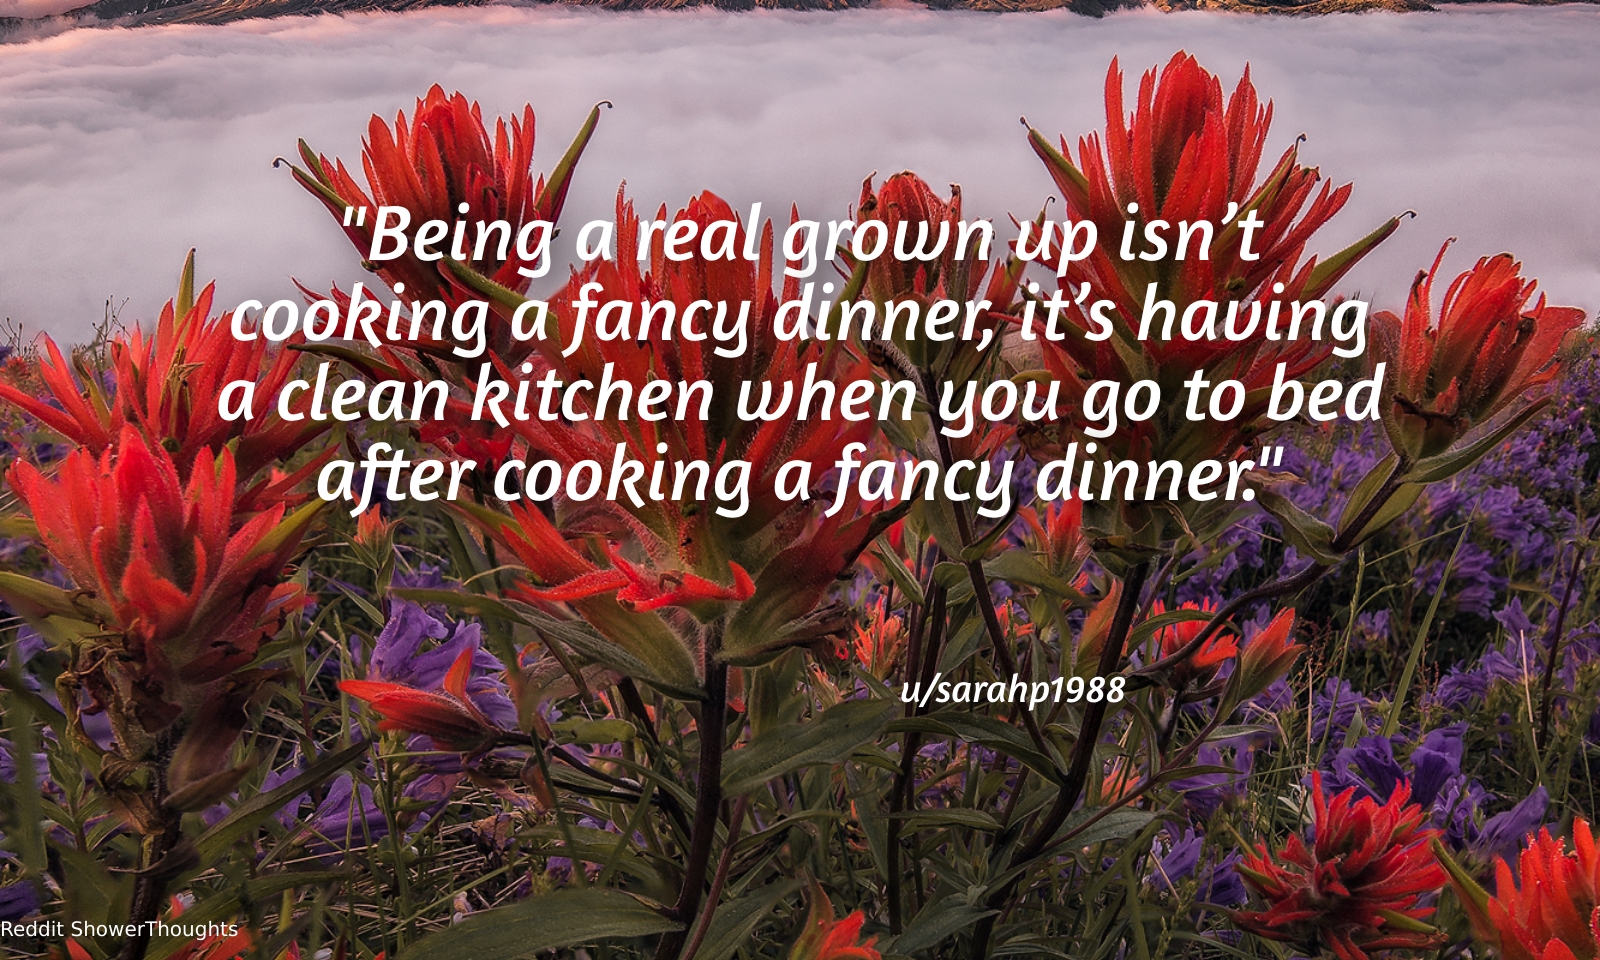 "Being a real grown up isn’t
cooking a fancy dinner, it’s having
a clean kitchen when you go to bed
after cooking a fancy dinner."
u/sarahp1988
Reddit ShowerThoughts